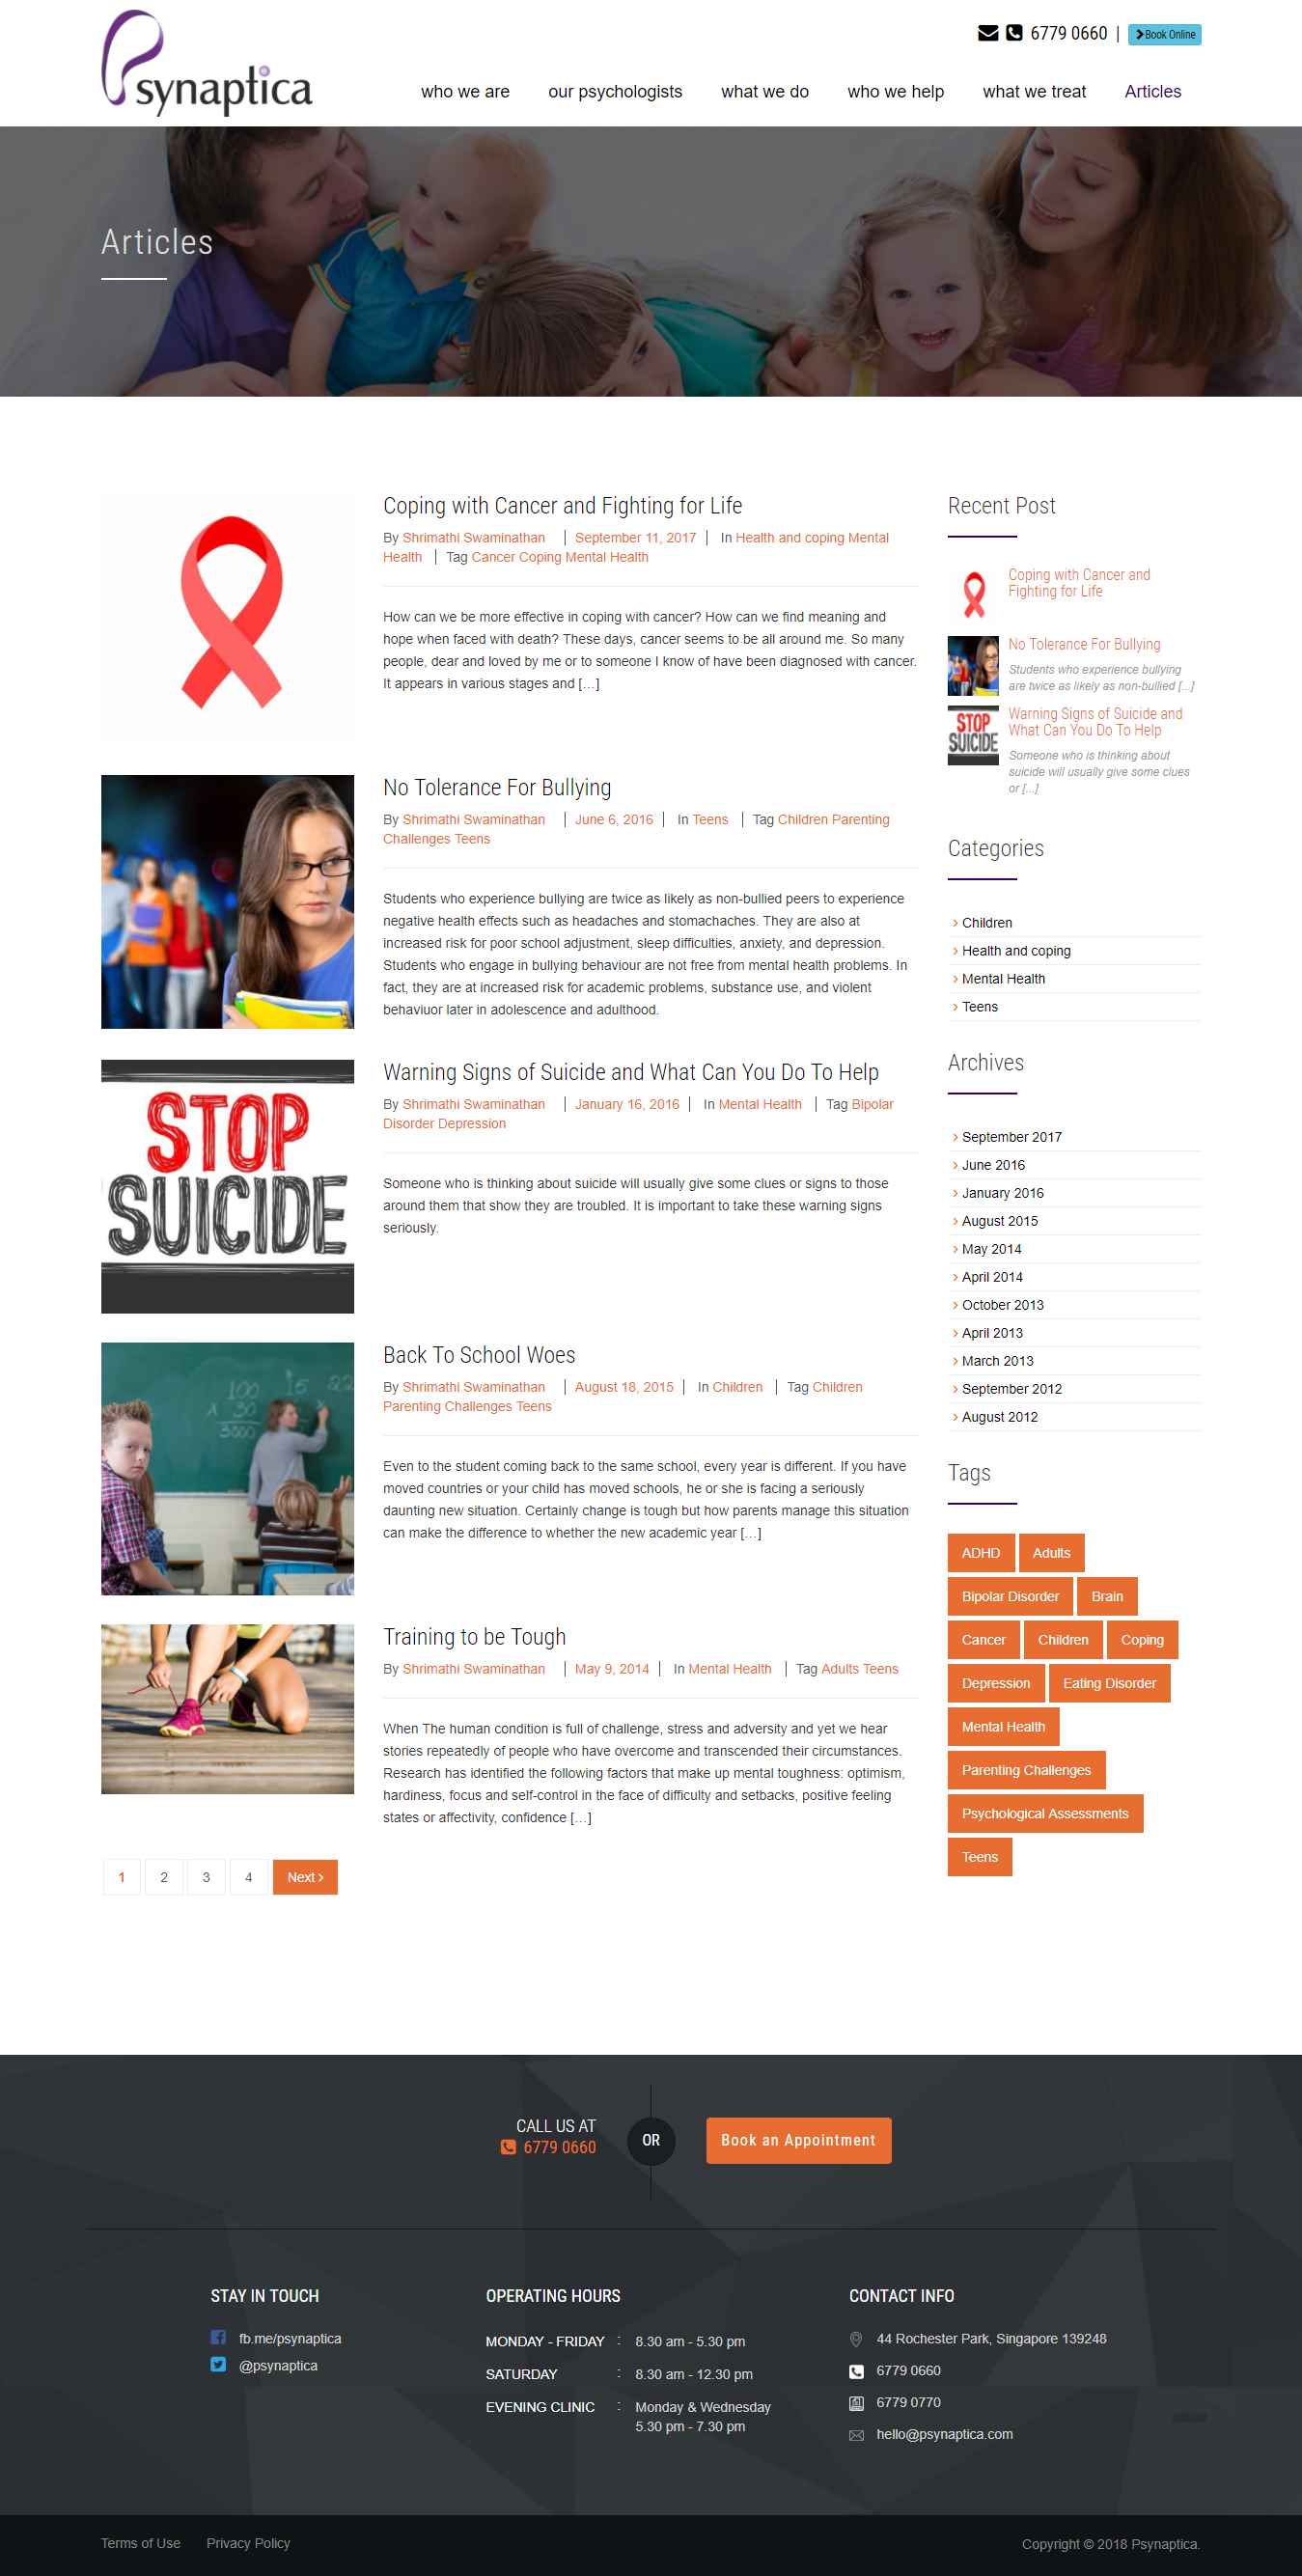 Psynaptica
6779 0660 | Book Online
who we are our psychologists what we do who we help what we treat Articles
Articles
Coping with Cancer and Fighting for Life
By Shrimathi Swaminathan | September 11, 2017 | In Health and coping Mental
Health | Tag Cancer Coping Mental Health
How can we be more effective in coping with cancer? How can we find meaning and
hope when faced with death? These days, cancer seems to be all around me. So many
people, dear and loved by me or to someone I know of have been diagnosed with cancer.
It appears in various stages and […]
No Tolerance For Bullying
By Shrimathi Swaminathan | June 6, 2016 | In Teens | Tag Children Parenting
Challenges Teens
Students who experience bullying are twice as likely as non-bullied peers to experience
negative health effects such as headaches and stomachaches. They are also at
increased risk for poor school adjustment, sleep difficulties, anxiety, and depression.
Students who engage in bullying behaviour are not free from mental health problems. In
fact, they are at increased risk for academic problems, substance use, and violent
behaviour later in adolescence and adulthood.
STOP
SUICIDE
Warning Signs of Suicide and What Can You Do To Help
By Shrimathi Swaminathan | January 16, 2016 | In Mental Health | Tag Bipolar
Disorder Depression
Someone who is thinking about suicide will usually give some clues or signs to those
around them that show they are troubled. It is important to take these warning signs
seriously.
100 15 22
x 30
3000
Back To School Woes
By Shrimathi Swaminathan | August 18, 2015 | In Children | Tag Children
Parenting Challenges Teens
Even to the student coming back to the same school, every year is different. If you have
moved countries or your child has moved schools, he or she is facing a seriously
daunting new situation. Certainly change is tough but how parents manage this situation
can make the difference to whether the new academic year […]
Training to be Tough
By Shrimathi Swaminathan | May 9, 2014 | In Mental Health | Tag Adults Teens
When The human condition is full of challenge, stress and adversity and yet we hear
stories repeatedly of people who have overcome and transcended their circumstances.
Research has identified the following factors that make up mental toughness: optimism,
hardiness, focus and self-control in the face of difficulty and setbacks, positive feeling
states or affectivity, confidence […]
1 2 3 4 Next
Recent Post
Coping with Cancer and
Fighting for Life
No Tolerance For Bullying
Students who experience bullying
are twice as likely as non-bullied [...]
STOP
SUICIDE
Warning Signs of Suicide and
What Can You Do To Help
Someone who is thinking about
suicide will usually give some clues
or [...]
Categories
Children
Health and coping
Mental Health
Teens
Archives
September 2017
June 2016
January 2016
August 2015
May 2014
April 2014
October 2013
April 2013
March 2013
September 2012
August 2012
Tags
ADHD Adults
Bipolar Disorder Brain
Cancer Children Coping
Depression Eating Disorder
Mental Health
Parenting Challenges
Psychological Assessments
Teens
CALL US AT
6779 0660
OR
Book an Appointment
STAY IN TOUCH
fb.me/psynaptica
@psynaptica
OPERATING HOURS
MONDAY - FRIDAY : 8.30 am - 5.30 pm
SATURDAY : 8.30 am - 12.30 pm
EVENING CLINIC : Monday & Wednesday
5.30 pm - 7.30 pm
CONTACT INFO
44 Rochester Park, Singapore 139248
6779 0660
6779 0770
hello@psynaptica.com
Terms of Use Privacy Policy
Copyright © 2018 Psynaptica.